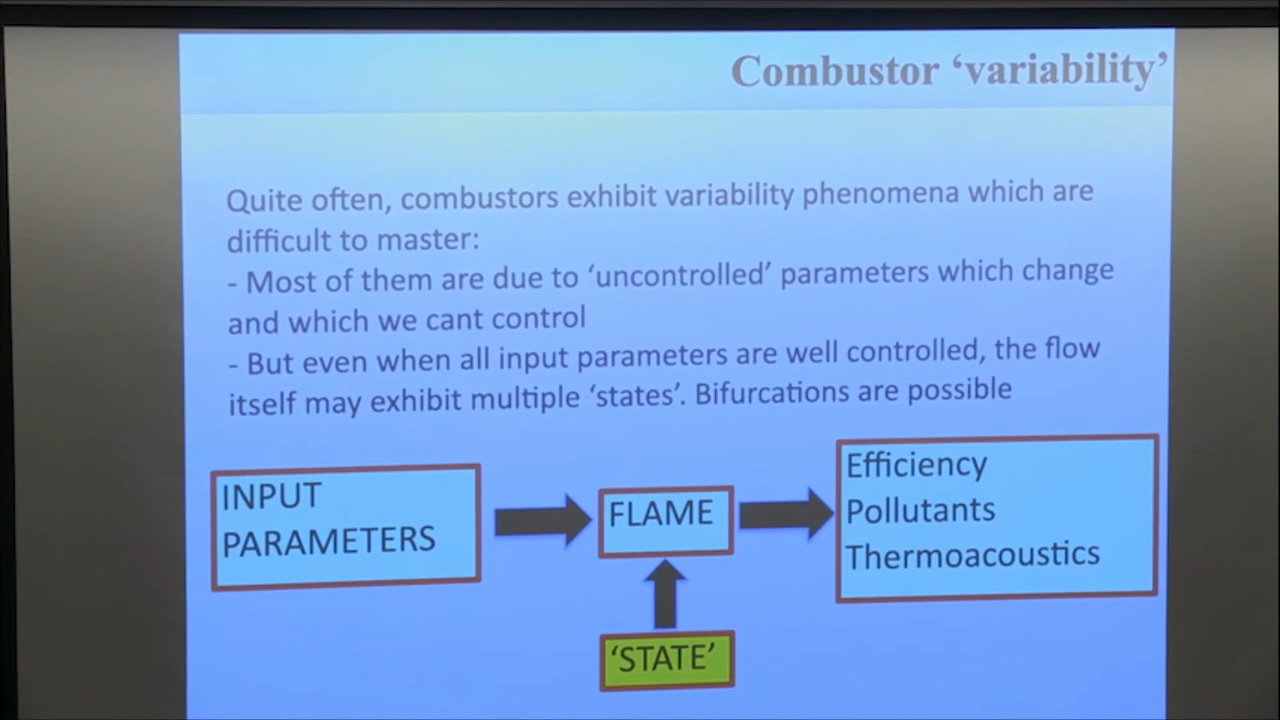 Combustor ‘variability’
Quite often, combustors exhibit variability phenomena which are
difficult to master:
- Most of them are due to ‘uncontrolled’ parameters which change
and which we cant control
- But even when all input parameters are well controlled, the flow
itself may exhibit multiple ‘states’. Bifurcations are possible
INPUT
PARAMETERS
FLAME
Efficiency
Pollutants
Thermoacoustics
‘STATE’